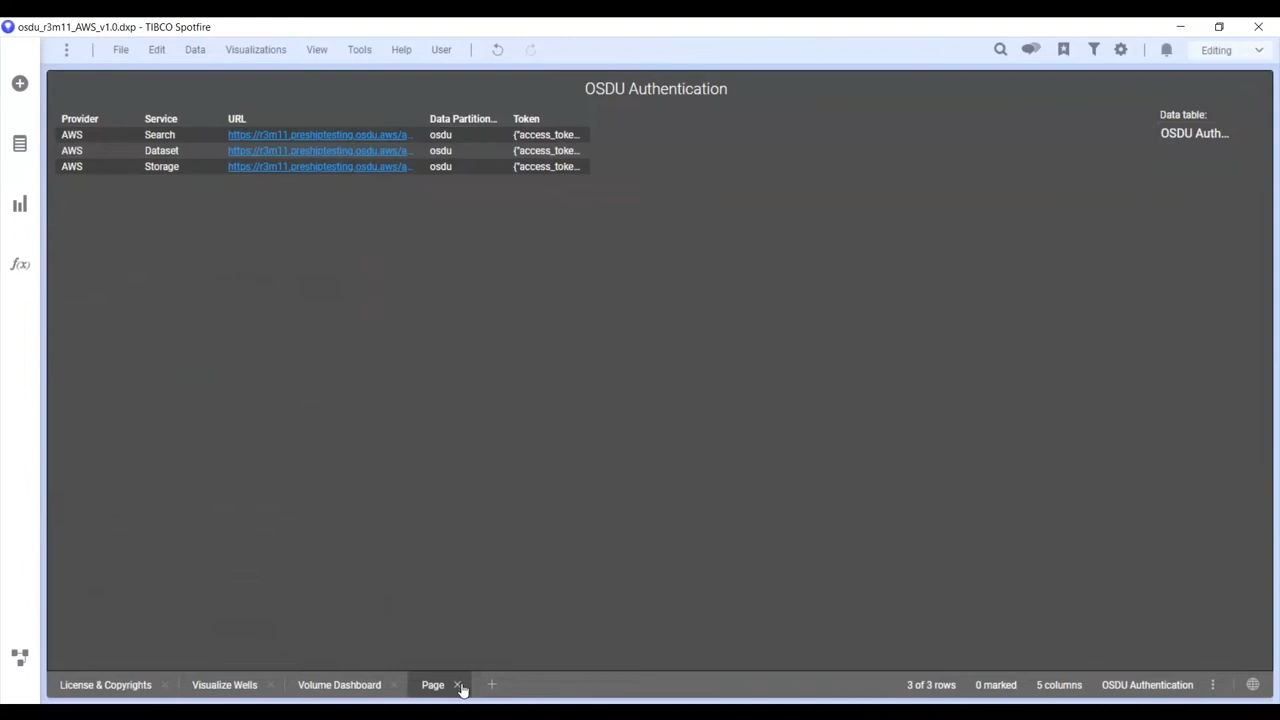 osdu_r3m11_AWS_v1.0.dxp - TIBCO Spotfire
File Edit Data Visualizations View Tools Help User Editing
OSDU Authentication
Data table:
OSDU Auth...
Provider Service URL Data Partition... Token
AWS Search https://r3m11.preshiptesting.osdu.aws/a... osdu {"access_toke...
AWS Dataset https://r3m11.preshiptesting.osdu.aws/a... osdu {"access_toke...
AWS Storage https://r3m11.preshiptesting.osdu.aws/a... osdu {"access_toke...
f(x)
License & Copyrights Visualize Wells Volume Dashboard Page 3 of 3 rows 0 marked 5 columns OSDU Authentication